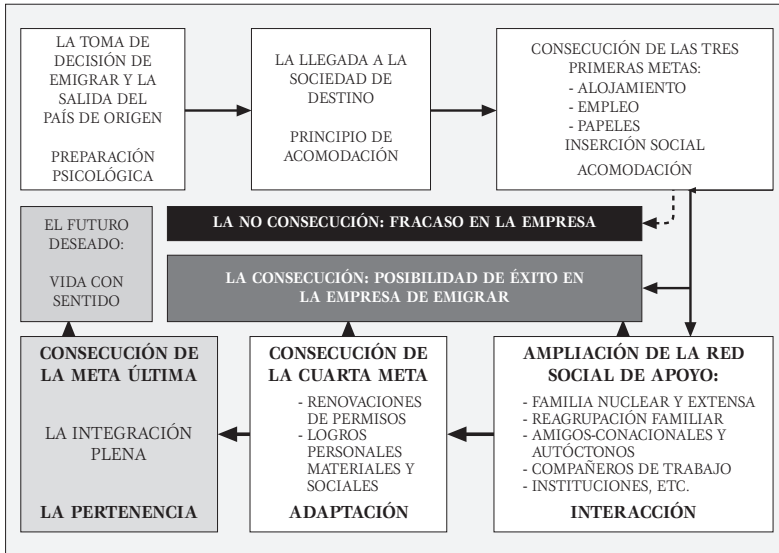 LA TOMA DE
DECISIÓN DE
EMIGRAR Y LA
SALIDA DEL
PAÍS DE ORIGEN
PREPARACIÓN
PSICOLÓGICA
LA LLEGADA A LA
SOCIEDAD DE
DESTINO
PRINCIPIO DE
ACOMODACIÓN
CONSECUCIÓN DE LAS TRES
PRIMERAS METAS:
- ALOJAMIENTO
- EMPLEO
- PAPELES
INSERCIÓN SOCIAL
ACOMODACIÓN
EL FUTURO
DESEADO:
VIDA CON
SENTIDO
LA NO CONSECUCIÓN: FRACASO EN LA EMPRESA
LA CONSECUCIÓN: POSIBILIDAD DE ÉXITO EN
LA EMPRESA DE EMIGRAR
CONSECUCIÓN DE
LA META ÚLTIMA
LA INTEGRACIÓN
PLENA
LA PERTENENCIA
CONSECUCIÓN DE
LA CUARTA META
- RENOVACIONES
DE PERMISOS
- LOGROS
PERSONALES
MATERIALES Y
SOCIALES
ADAPTACIÓN
AMPLIACIÓN DE LA RED
SOCIAL DE APOYO:
- FAMILIA NUCLEAR Y EXTENSA
- REAGRUPACIÓN FAMILIAR
- AMIGOS-CONACIONALES Y
AUTÓCTONOS
- COMPAÑEROS DE TRABAJO
- INSTITUCIONES, ETC.
INTERACCIÓN